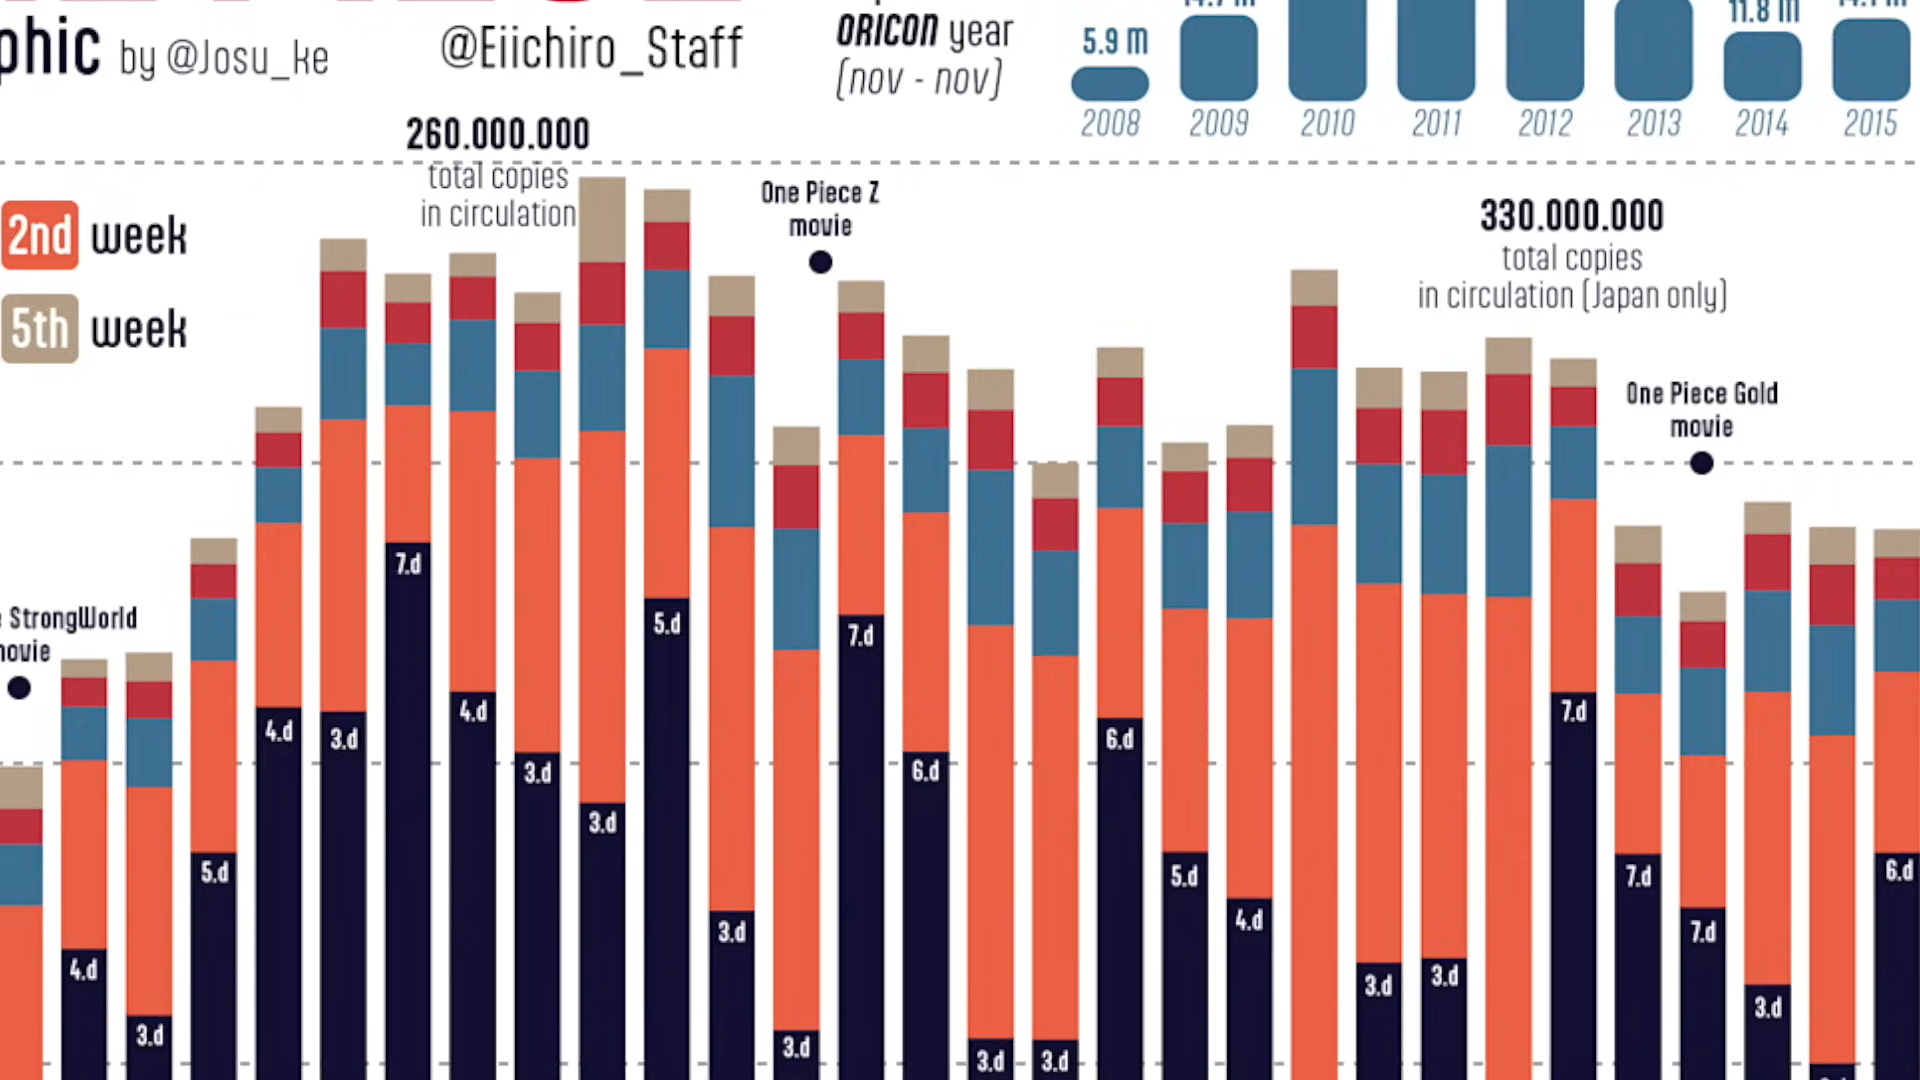 phic by @Josu_ke
@Eiichiro_Staff
ORICON year
(nov - nov)
5.9 m
11.8 m
2008
2009
2010
2011
2012
2013
2014
2015
260.000.000
total copies
in circulation
2nd week
5th week
One Piece Z
movie
330.000.000
total copies
in circulation (Japan only)
One Piece Gold
movie
StrongWorld
movie
4.d
3.d
5.d
4.d
3.d
7.d
4.d
3.d
3.d
5.d
3.d
3.d
7.d
6.d
3.d
3.d
6.d
5.d
4.d
3.d
3.d
7.d
7.d
7.d
3.d
6.d